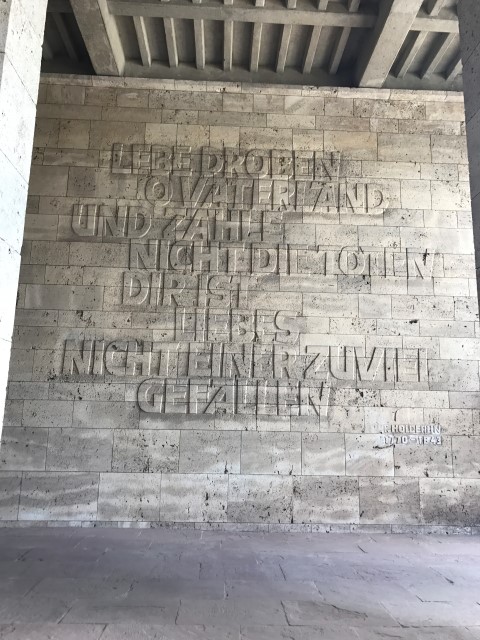 LEBE DROBEN
O VATERLAND
UND ZÄHLE
NICHT DIE TOTEN
DIR IST
LIEBES
NICHT EINER ZUVIEL
GEFALLEN
F. HÖLDERLIN
1770-1843